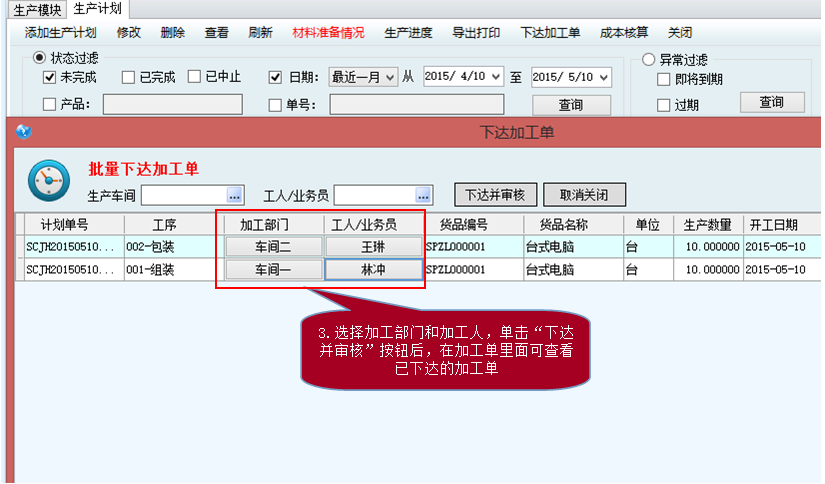 生产模块 生产计划
添加生产计划 修改 删除 查看 刷新 材料准备情况 生产进度 导出打印 下达加工单 成本核算 关闭
状态过滤 异常过滤
未完成 已完成 已中止 日期: 最近一月 从 2015/ 4/10 至 2015/ 5/10 即将到期
产品: 单号: 查询 过期 查询
下达加工单
批量下达加工单
生产车间 ... 工人/业务员 ... 下达并审核 取消关闭
计划单号 工序 加工部门 工人/业务员 货品编号 货品名称 单位 生产数量 开工日期
SCJH20150510... 002-包装 车间二 王琳 SPZL000001 台式电脑 台 10.000000 2015-05-10
SCJH20150510... 001-组装 车间一 林冲 SPZL000001 台式电脑 台 10.000000 2015-05-10
3.选择加工部门和加工人，单击“下达
并审核”按钮后，在加工单里面可查看
已下达的加工单